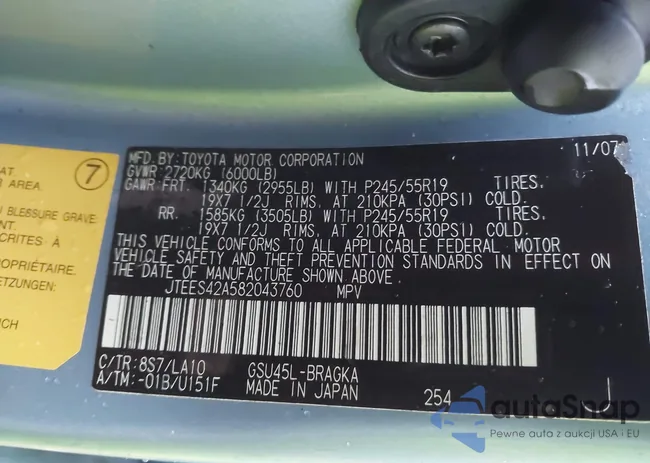 7
AT.
R AREA.
U BLESSURE GRAVE.
NT.
CRITES À
ROPRIÉTAIRE.
ETZUNGEN.
ICH
MFD.BY:TOYOTA MOTOR CORPORATION 11/07
GVWR:2720KG (6000LB)
GAWR:FRT. 1340KG (2955LB) WITH P245/55R19 TIRES.
19X7 1/2J RIMS. AT 210KPA (30PSI) COLD.
RR. 1585KG (3505LB) WITH P245/55R19 TIRES.
19X7 1/2J RIMS. AT 210KPA (30PSI) COLD.
THIS VEHICLE CONFORMS TO ALL APPLICABLE FEDERAL MOTOR
VEHICLE SAFETY AND THEFT PREVENTION STANDARDS IN EFFECT ON
THE DATE OF MANUFACTURE SHOWN ABOVE.
JTEES42A582043760 MPV
C/TR:8S7/LA10 GSU45L-BRAGKA
A/TM:-01B/U151F MADE IN JAPAN 254
autoSnap
Pewne auta z aukcji USA i EU